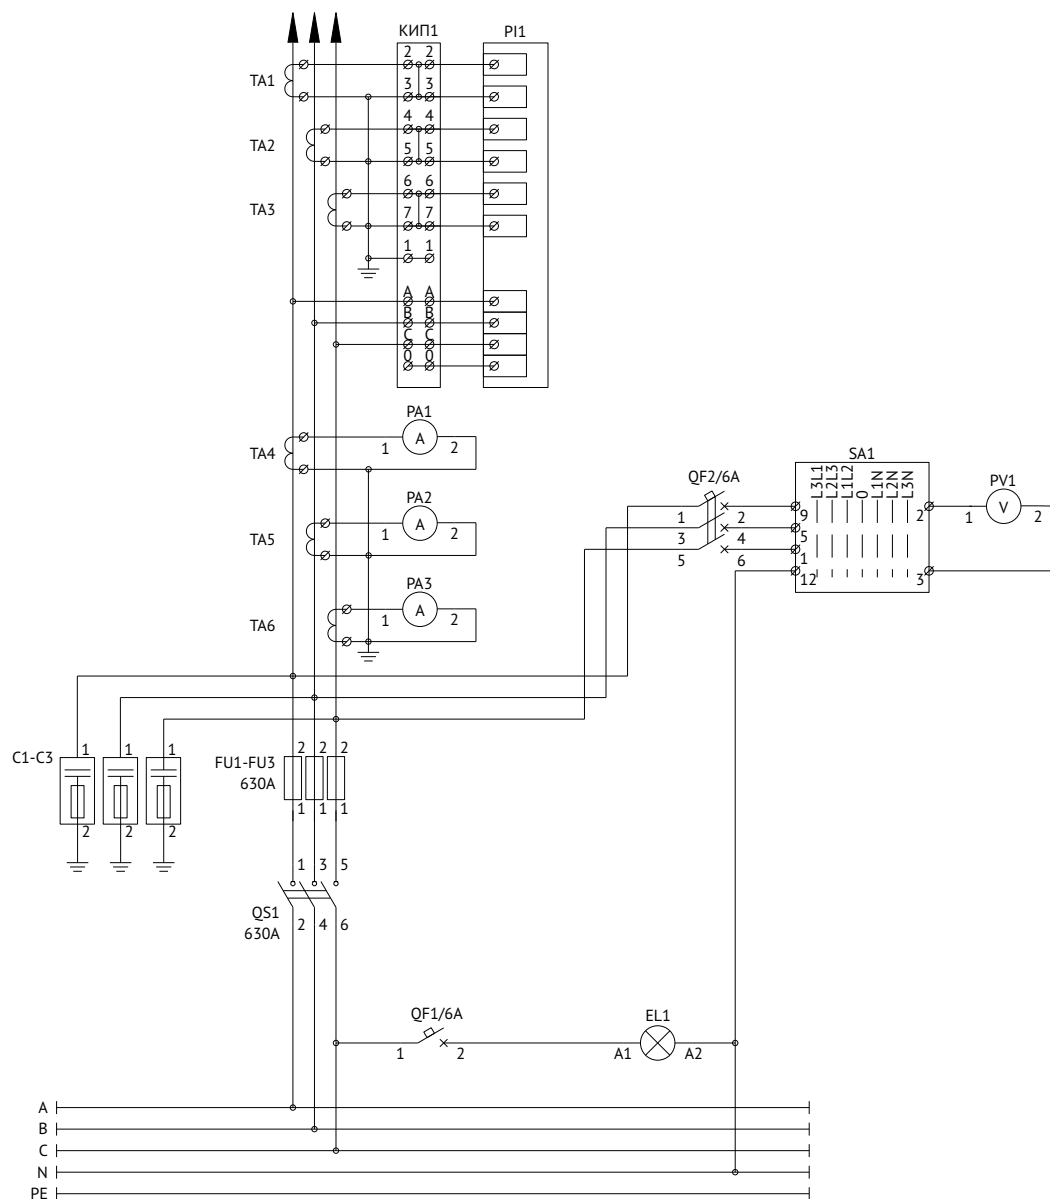 КИП1 PI1
2 2
TA1
3 3
4 4
TA2
5 5
6 6
TA3
7 7
1 1
A A
B B
C C
0 0
PA1
TA4 1 A 2
PA2
TA5 1 A 2
PA3
TA6 1 A 2
QF2/6A
1 2
3 4
5 6
SA1
L3L1 L2L3 L1L2 0 L1N L2N L3N
9 2
5
1
12 3
PV1
1 V 2
C1-C3 1 1 1
2 2 2
FU1-FU3 2 2 2
630A
1 1 1
1 3 5
QS1 2 4 6
630A
QF1/6A EL1
1 2 A1 A2
A
B
C
N
PE